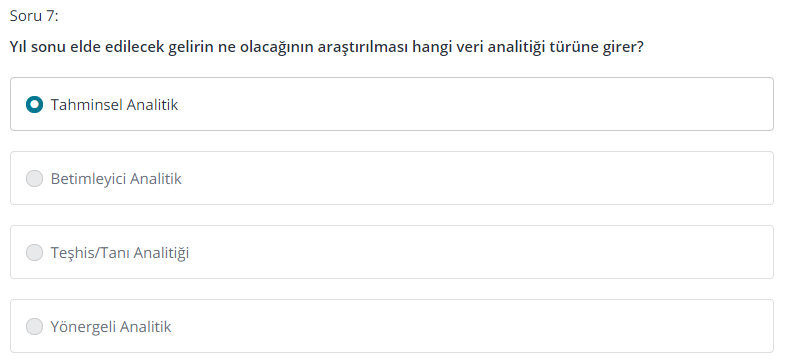 Soru 7:
Yıl sonu elde edilecek gelirin ne olacağının araştırılması hangi veri analitiği türüne girer?
Tahminsel Analitik
Betimleyici Analitik
Teşhis/Tanı Analitiği
Yönergeli Analitik